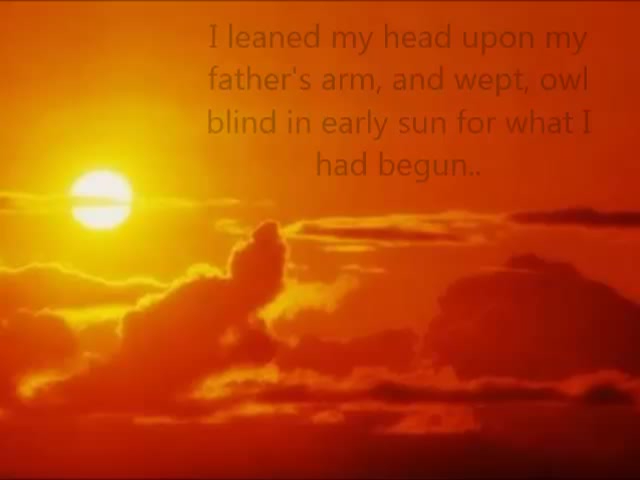 I leaned my head upon my
father's arm, and wept, owl
blind in early sun for what I
had begun..